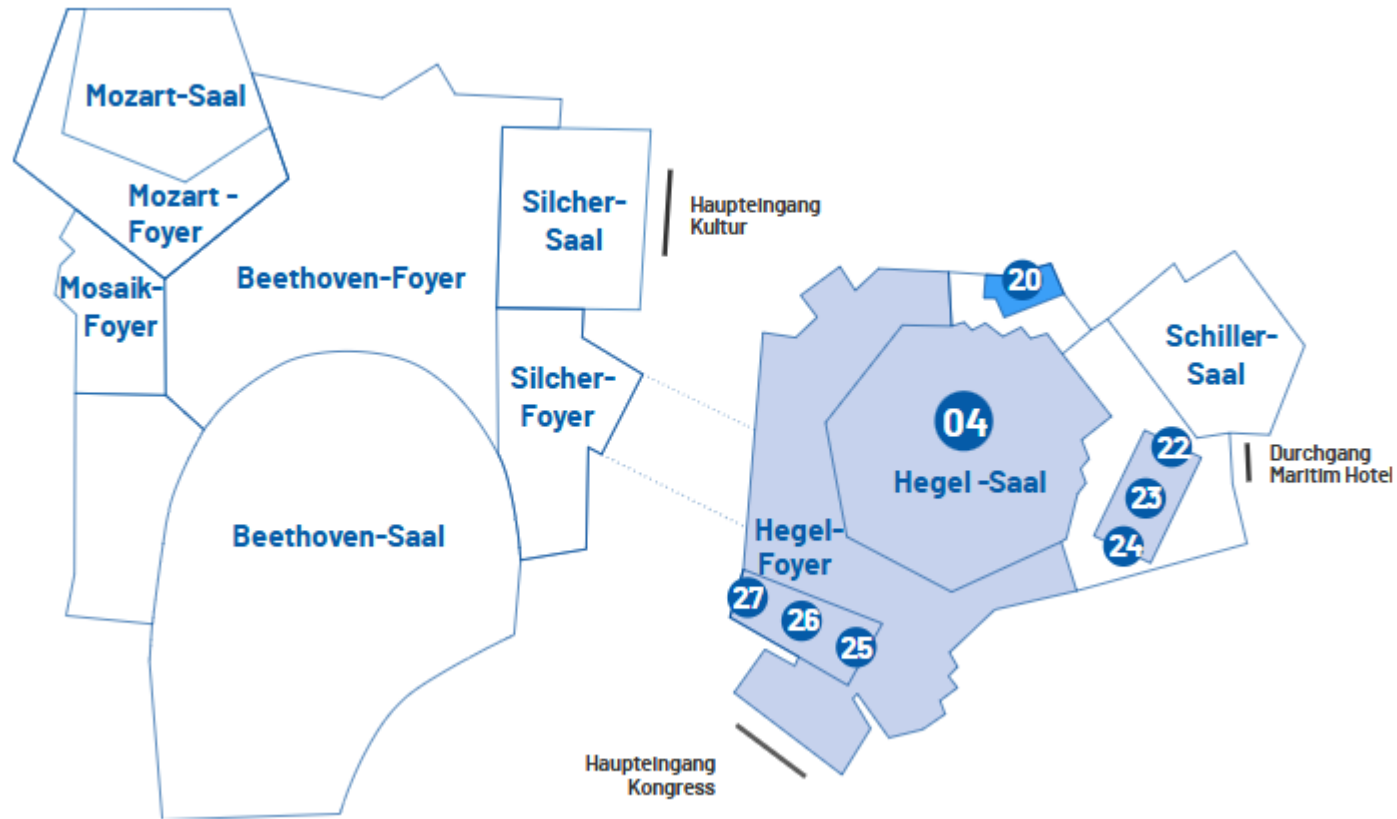 Mozart-Saal
Mozart -
Foyer
Mosaik-
Foyer
Beethoven-Foyer
Silcher-
Saal
Haupteingang
Kultur
Silcher-
Foyer
Beethoven-Saal
20
Schiller-
Saal
04
Hegel -Saal
22
23
24
Durchgang
Maritim Hotel
Hegel-
Foyer
27
26
25
Haupteingang
Kongress